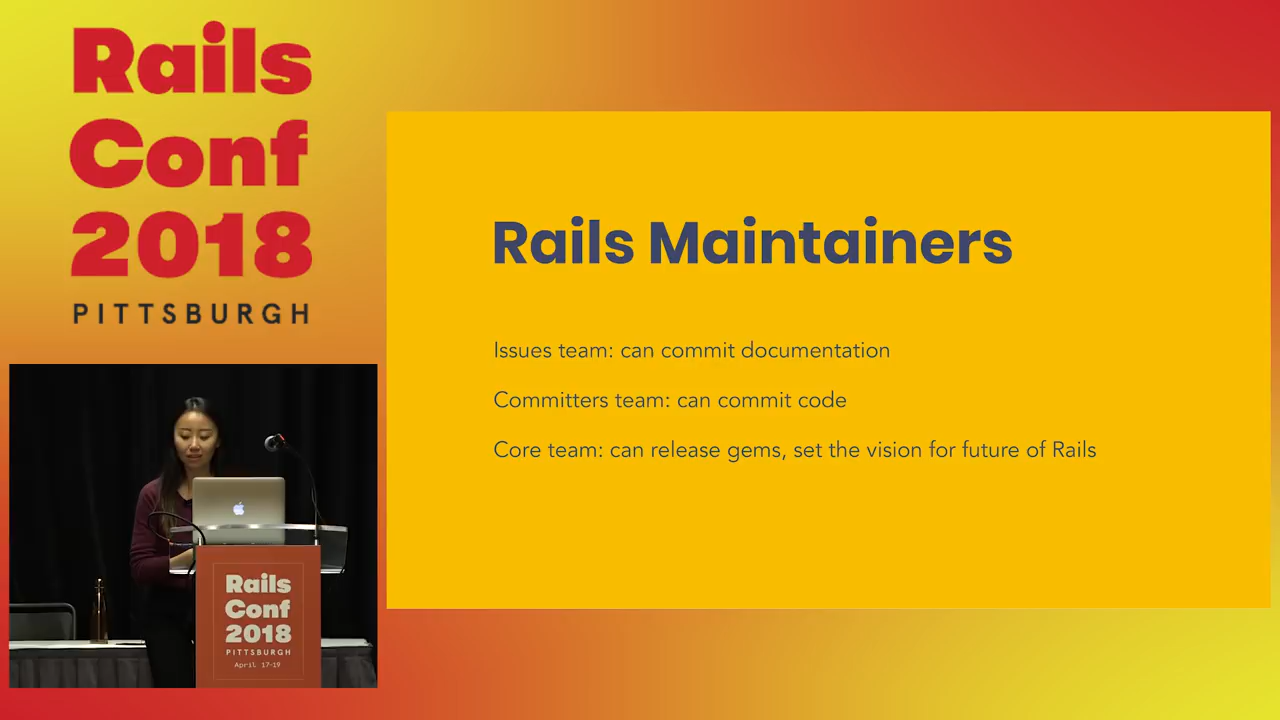 Rails
Conf
2018
PITTSBURGH
Rails Maintainers
Issues team: can commit documentation
Committers team: can commit code
Core team: can release gems, set the vision for future of Rails
Rails
Conf
2018
PITTSBURGH
April 17-19